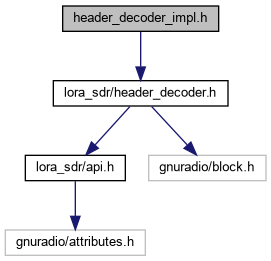 header_decoder_impl.h
lora_sdr/header_decoder.h
lora_sdr/api.h
gnuradio/block.h
gnuradio/attributes.h